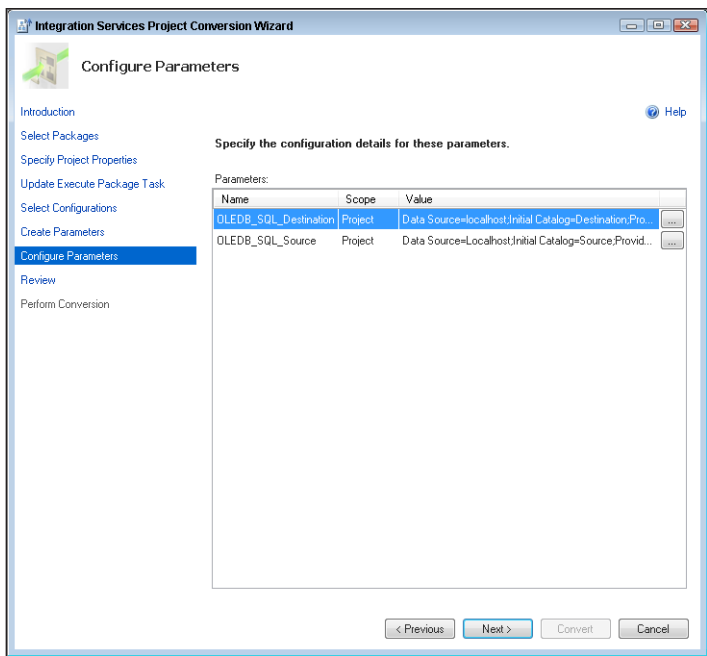 Integration Services Project Conversion Wizard
Configure Parameters
Introduction
Help
Select Packages
Specify the configuration details for these parameters.
Specify Project Properties
Update Execute Package Task
Parameters:
Name Scope Value
Select Configurations
OLEDB_SQL_Destination Project Data Source=localhost;Initial Catalog=Destination;Pro... ...
Create Parameters
OLEDB_SQL_Source Project Data Source=Localhost;Initial Catalog=Source;Provid... ...
Configure Parameters
Review
Perform Conversion
< Previous Next > Convert Cancel